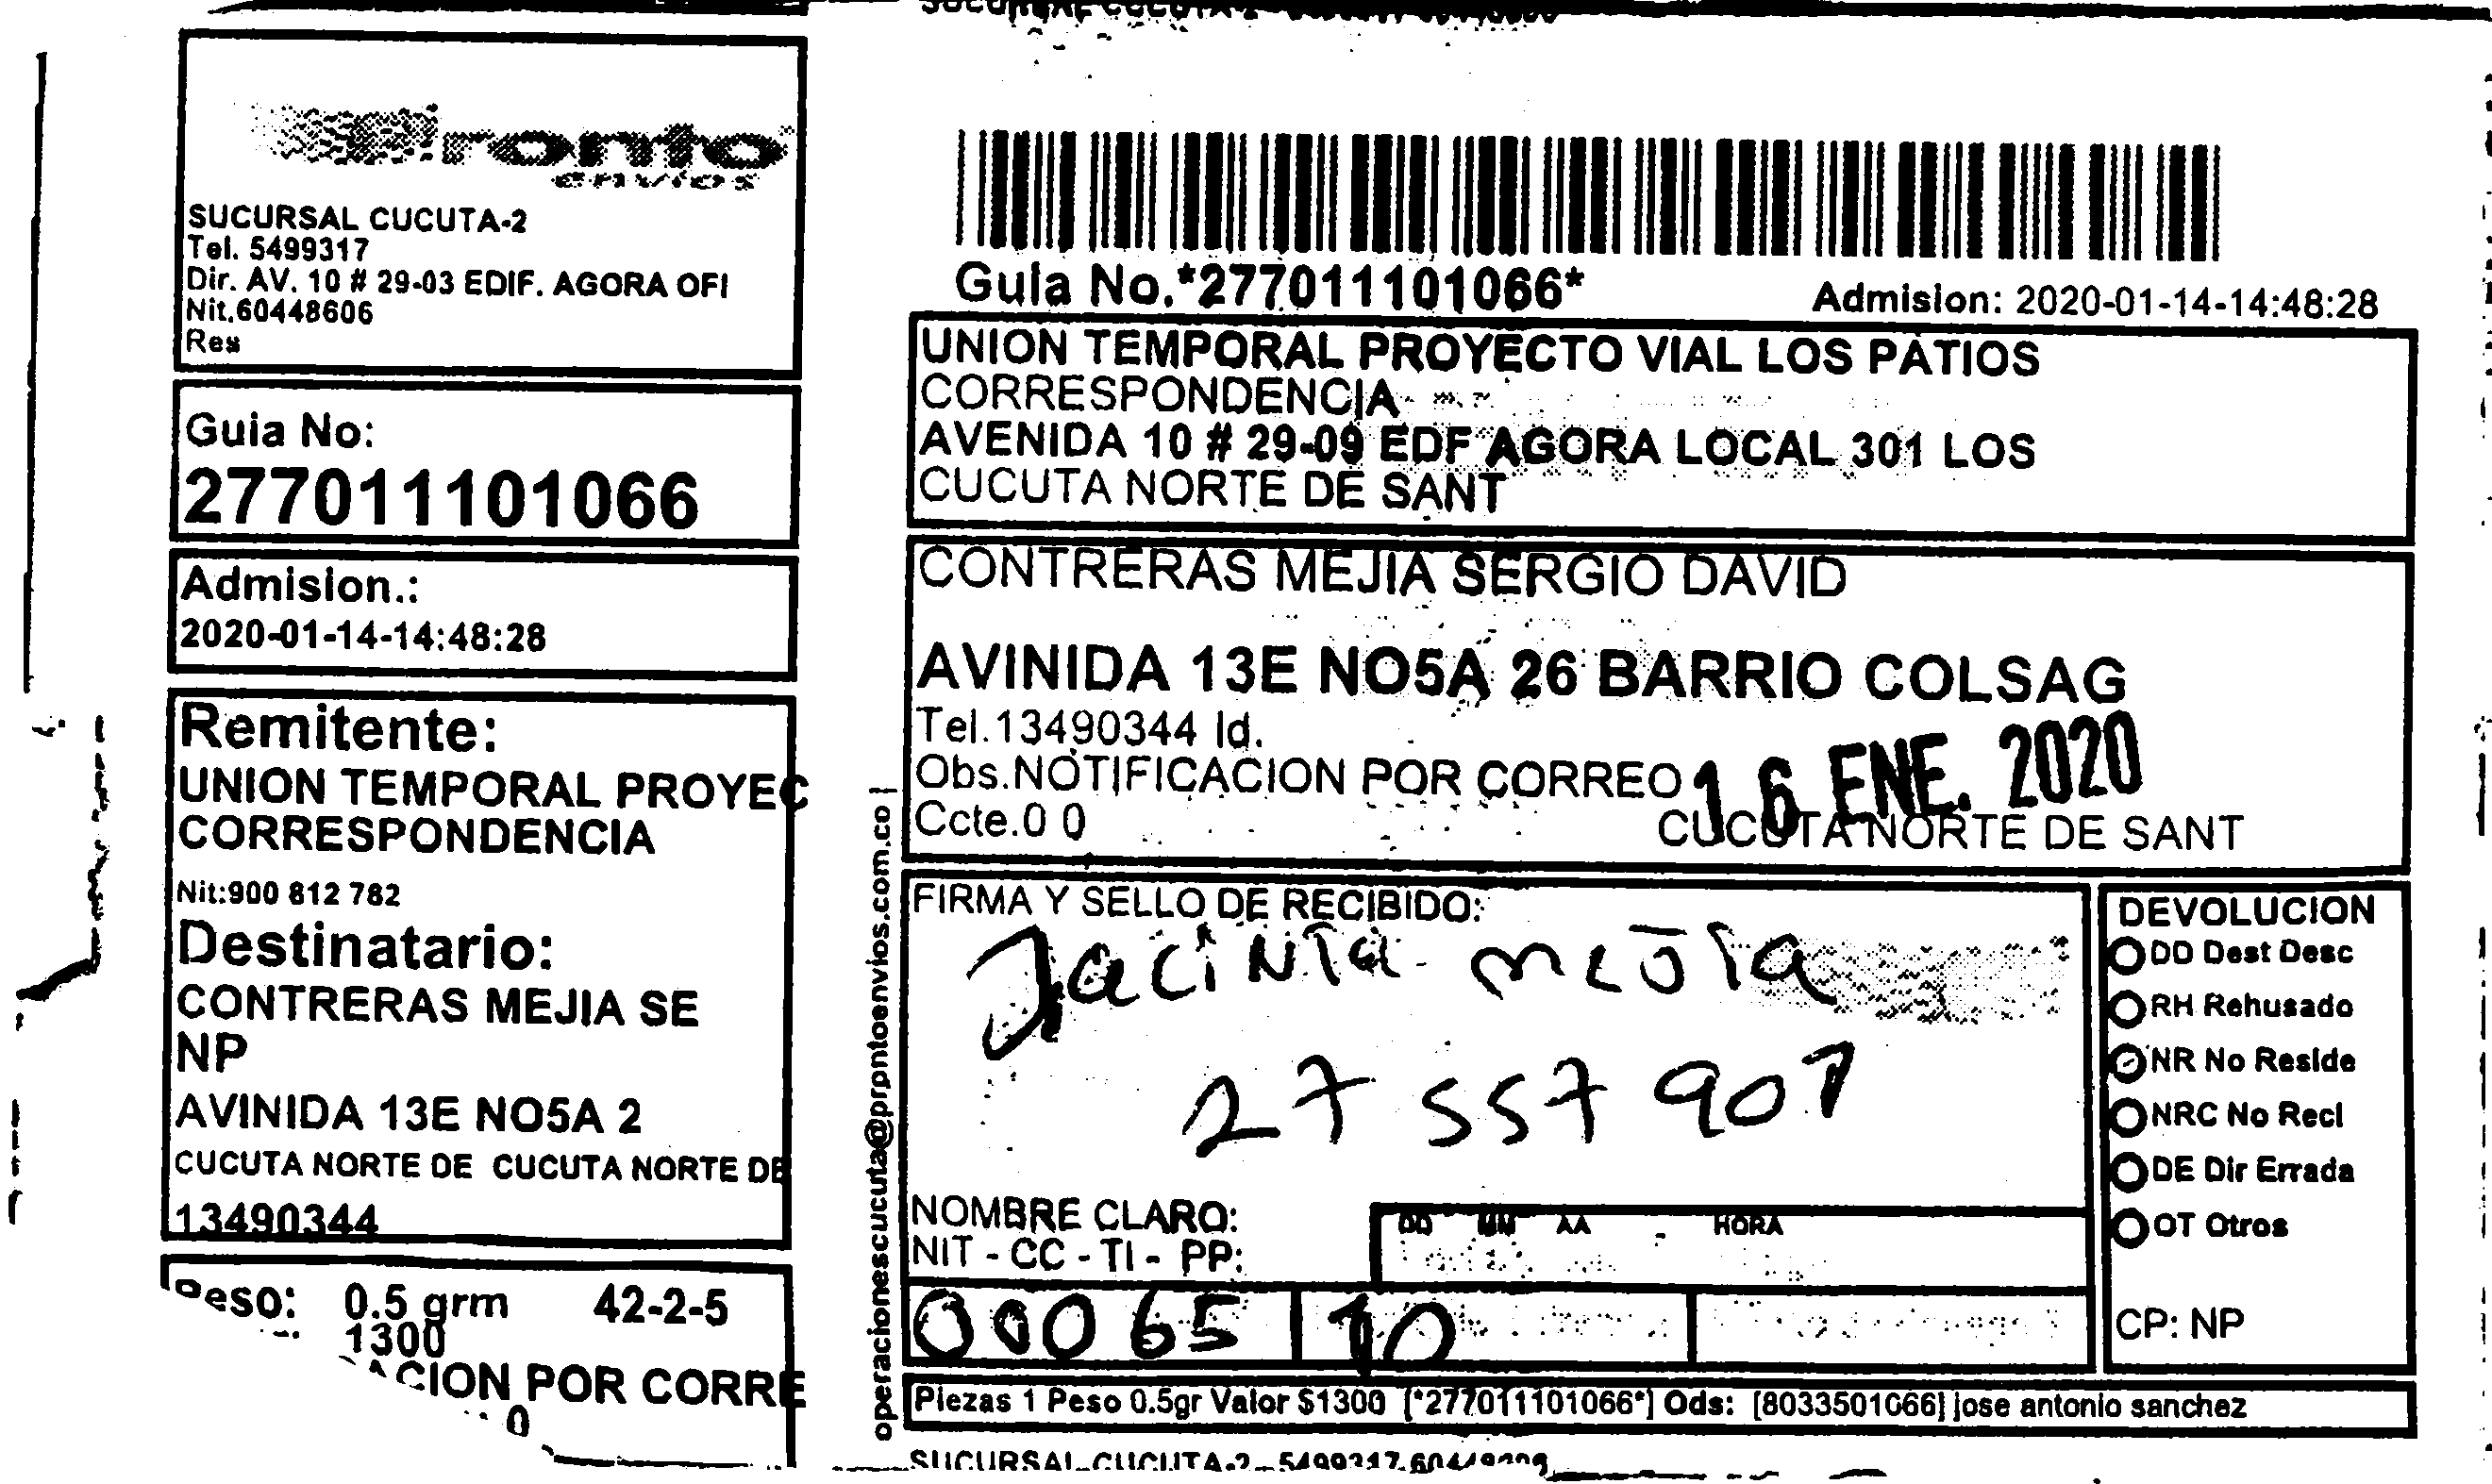 Pronto
envios
SUCURSAL CUCUTA-2
Tel. 5499317
Dir. AV. 10 # 29-03 EDIF. AGORA OFI
Nit.60448606
Res
Guia No:
277011101066
Admision.:
2020-01-14-14:48:28
Remitente:
UNION TEMPORAL PROYEC
CORRESPONDENCIA
Nit:900 812 782
Destinatario:
CONTRERAS MEJIA SE
NP
AVINIDA 13E NO5A 2
CUCUTA NORTE DE CUCUTA NORTE DE
13490344
Peso: 0.5 grm 42-2-5
1300
ACION POR CORRE
0
operacionescucuta@prpntoenvios.com.co
Guia No.*277011101066*
Admision: 2020-01-14-14:48:28
UNION TEMPORAL PROYECTO VIAL LOS PATIOS
CORRESPONDENCIA
AVENIDA 10 # 29-09 EDF AGORA LOCAL 301 LOS
CUCUTA NORTE DE SANT
CONTRERAS MEJIA SERGIO DAVID
AVINIDA 13E NO5A 26 BARRIO COLSAG
Tel.13490344 Id.
Obs.NOTIFICACION POR CORREO
16 ENE. 2020
Ccte.0 0
CUCUTA NORTE DE SANT
FIRMA Y SELLO DE RECIBIDO:
Jacinta mejia
27 557 907
NOMBRE CLARO:
NIT - CC - TI - PP:
DD MM AA HORA
00065 10
DEVOLUCION
DD Dest Desc
RH Rehusado
NR No Reside
NRC No Recl
DE Dir Errada
OT Otros
CP: NP
Piezas 1 Peso 0.5gr Valor $1300 [*277011101066*] Ods: [8033501066] jose antonio sanchez
SUCURSAL CUCUTA-2